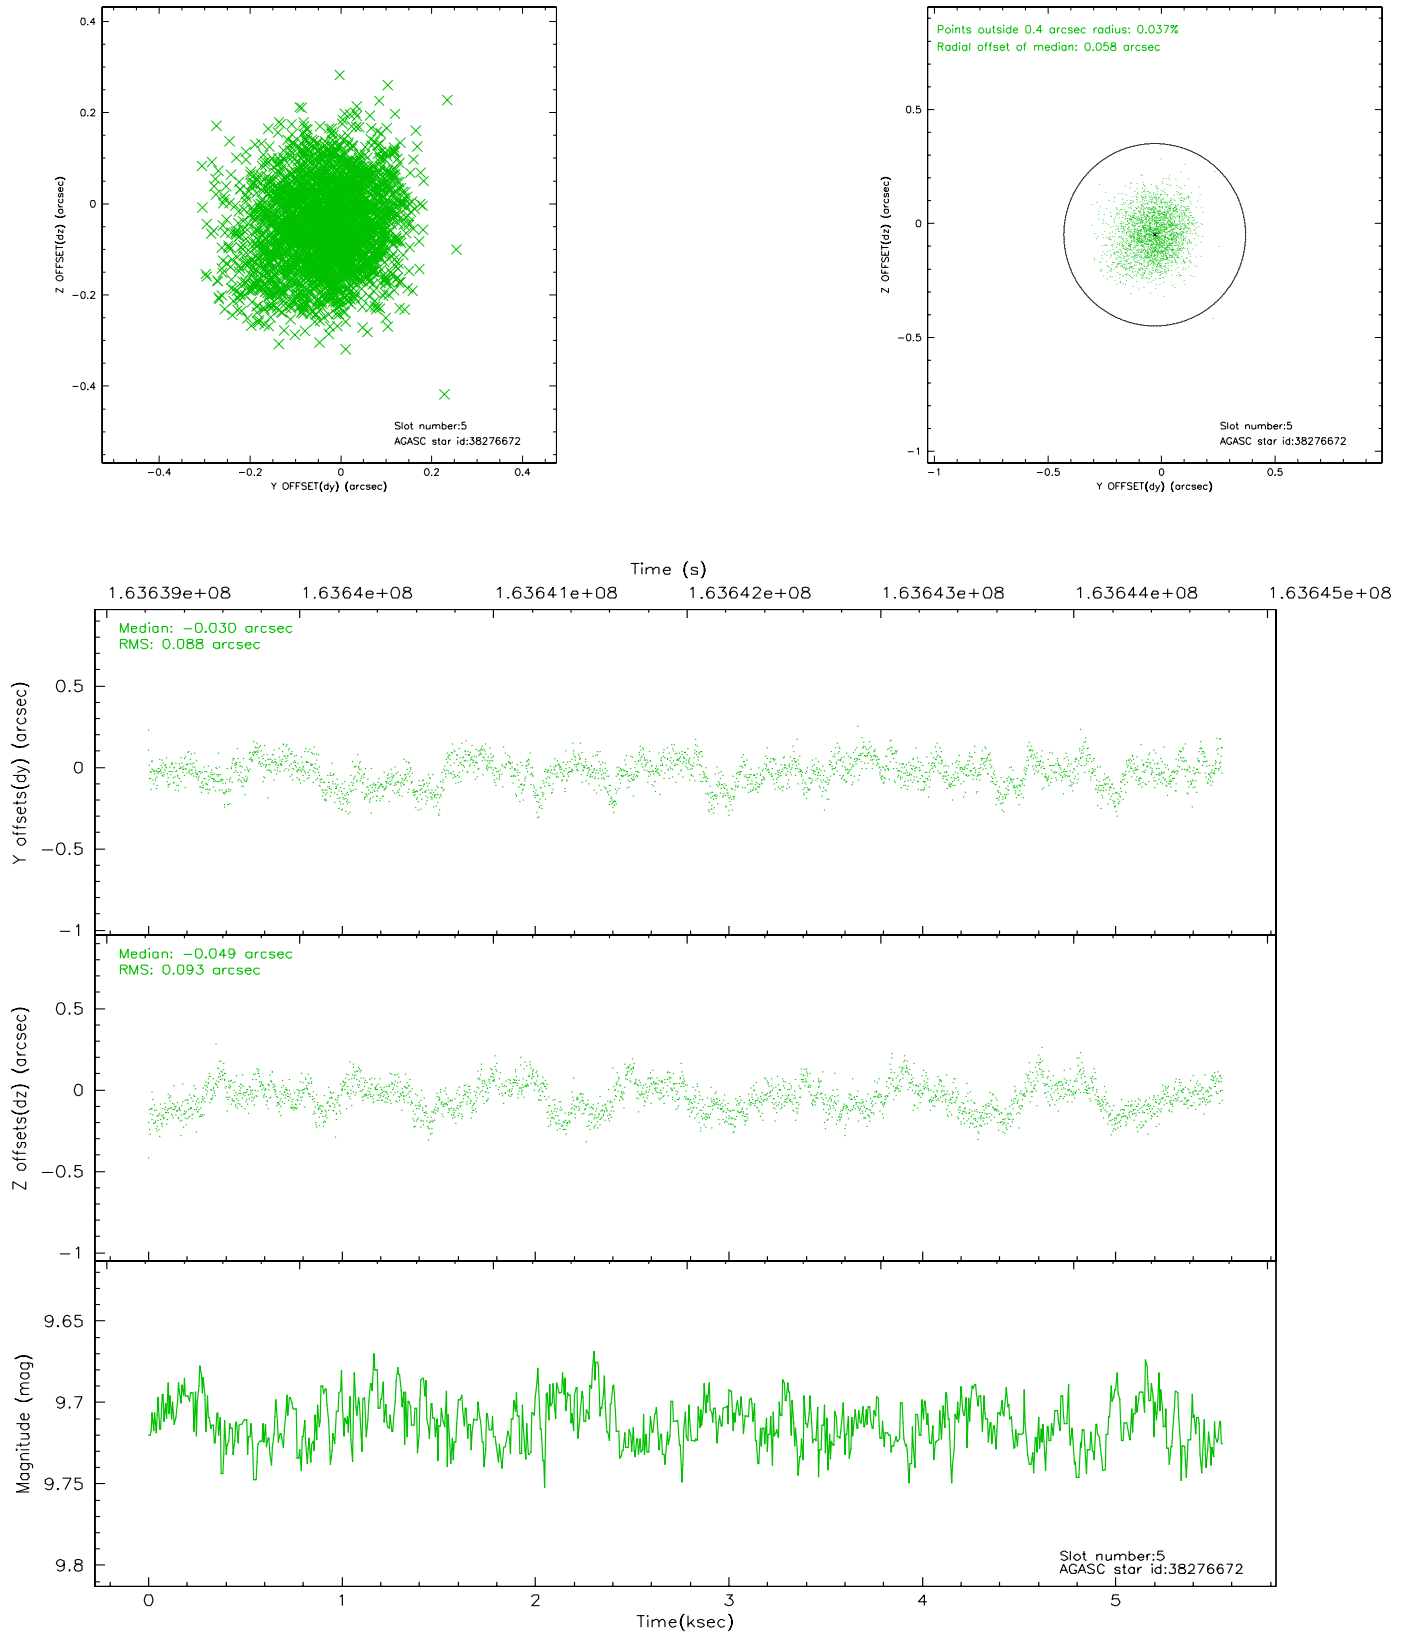 0.4
0.2
0
−0.2
−0.4
Z OFFSET(dz) (arcsec)
Slot number:5
AGASC star id:38276672
−0.4 −0.2 0 0.2 0.4
Y OFFSET(dy) (arcsec)
Points outside 0.4 arcsec radius: 0.037%
Radial offset of median: 0.058 arcsec
0.5
0
−0.5
−1
Z OFFSET(dz) (arcsec)
Slot number:5
AGASC star id:38276672
−1 −0.5 0 0.5
Y OFFSET(dy) (arcsec)
Time (s)
1.63639e+08 1.6364e+08 1.63641e+08 1.63642e+08 1.63643e+08 1.63644e+08 1.63645e+08
Median: −0.030 arcsec
RMS: 0.088 arcsec
0.5
0
−0.5
−1
Y offsets(dy) (arcsec)
Median: −0.049 arcsec
RMS: 0.093 arcsec
0.5
0
−0.5
−1
Z offsets(dz) (arcsec)
9.65
9.7
9.75
9.8
Magnitude (mag)
Slot number:5
AGASC star id:38276672
0 1 2 3 4 5
Time(ksec)